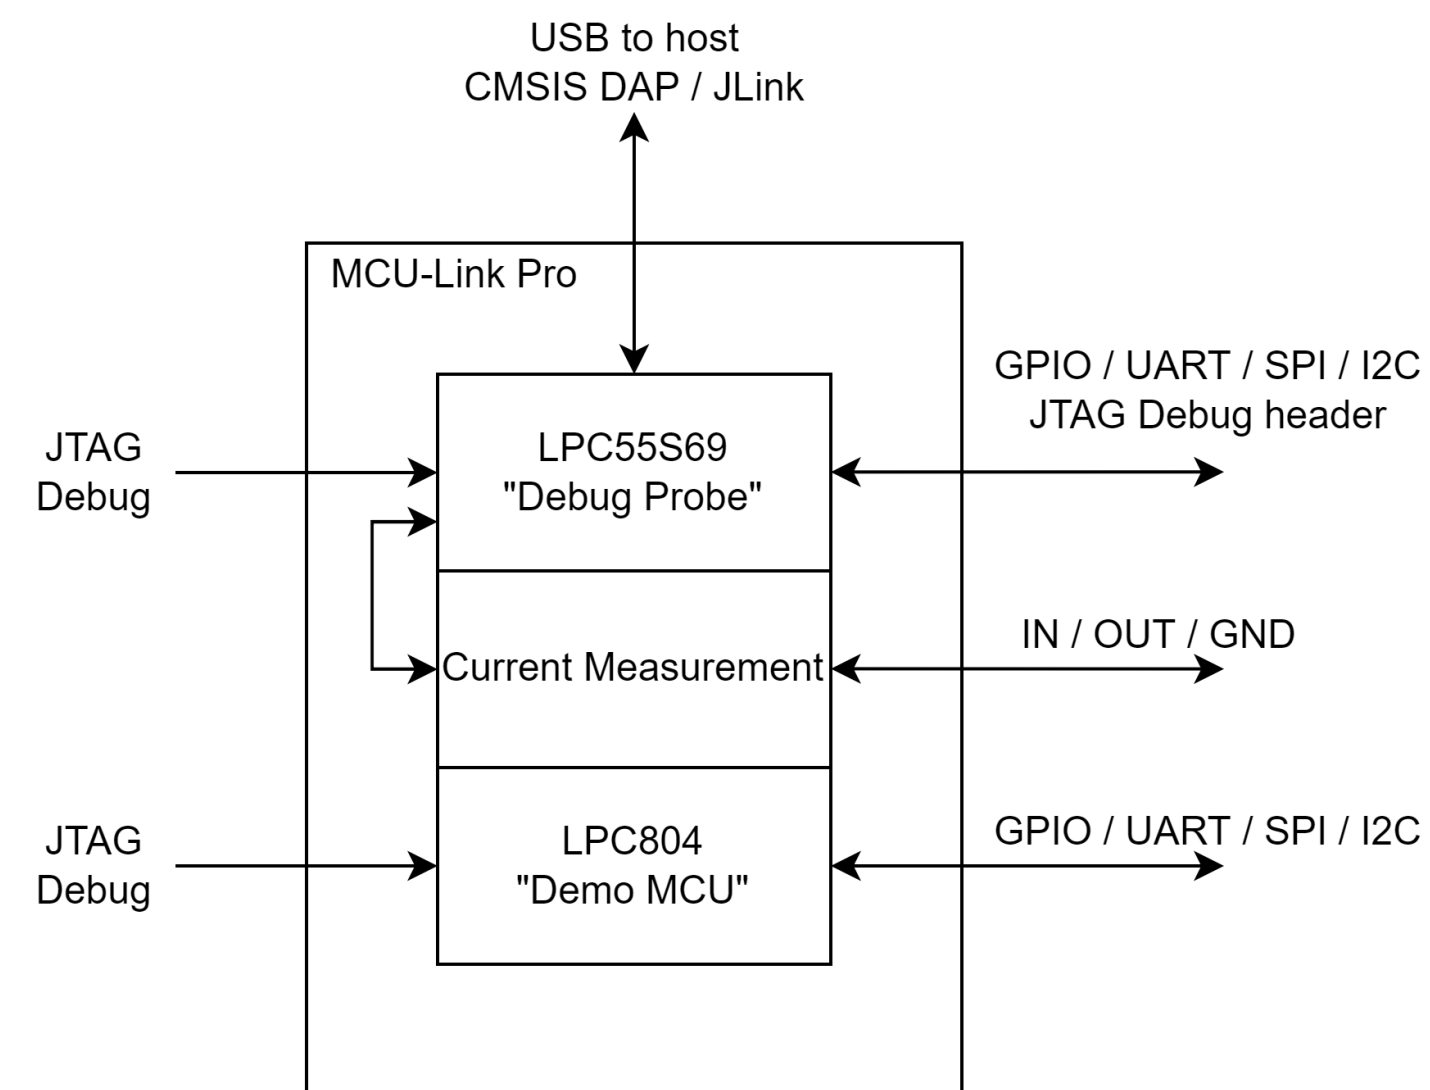 USB to host
CMSIS DAP / JLink
MCU-Link Pro
GPIO / UART / SPI / I2C
JTAG Debug header
JTAG
Debug
LPC55S69
"Debug Probe"
IN / OUT / GND
Current Measurement
GPIO / UART / SPI / I2C
JTAG
Debug
LPC804
"Demo MCU"